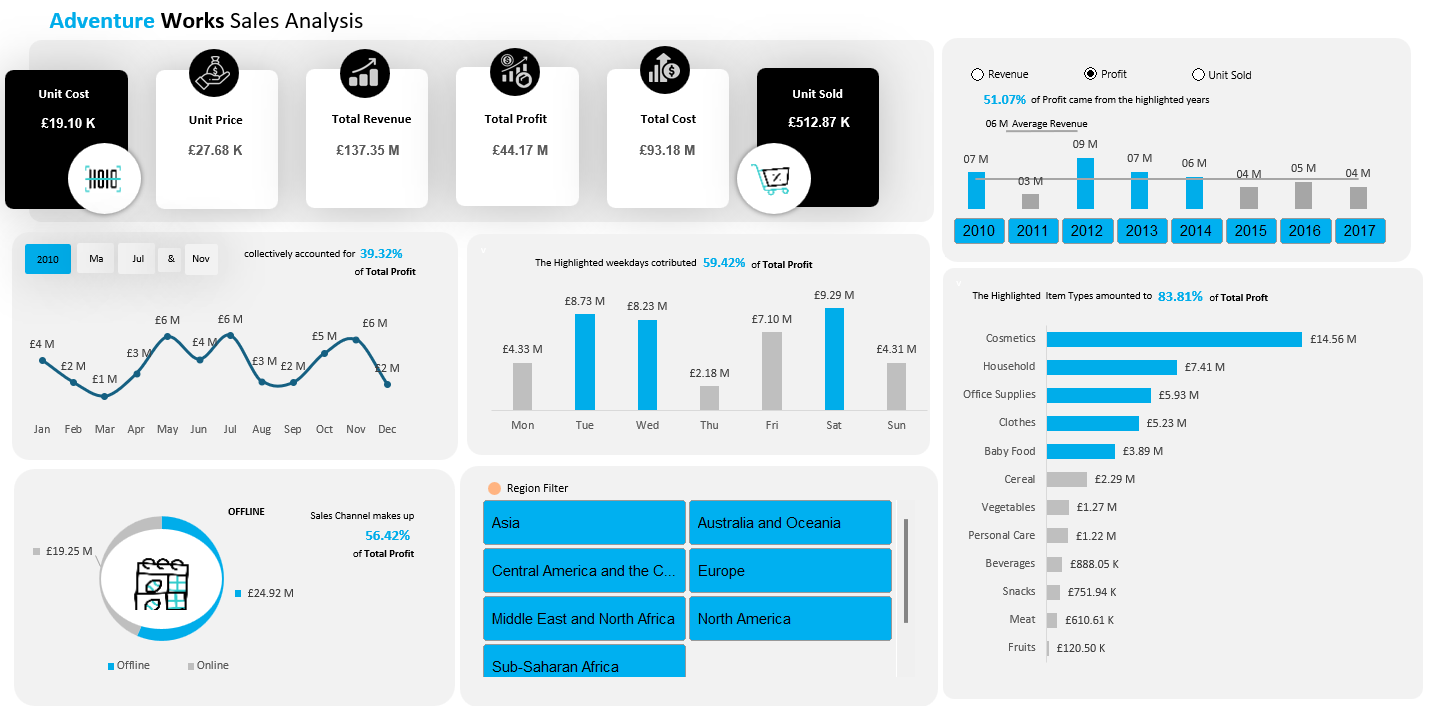 Adventure Works Sales Analysis
Unit Cost
£19.10 K
Unit Price
£27.68 K
Total Revenue
£137.35 M
Total Profit
£44.17 M
Total Cost
£93.18 M
Unit Sold
£512.87 K
Revenue
Profit
Unit Sold
51.07% of Profit came from the highlighted years
06 M Average Revenue
07 M
03 M
09 M
07 M
06 M
04 M
05 M
04 M
2010 2011 2012 2013 2014 2015 2016 2017
2010 Ma Jul & Nov
collectively accounted for 39.32%
of Total Profit
£4 M
£2 M
£1 M
£3 M
£6 M
£4 M
£6 M
£3 M
£2 M
£5 M
£6 M
£2 M
Jan Feb Mar Apr May Jun Jul Aug Sep Oct Nov Dec
The Highlighted weekdays cotributed 59.42% of Total Profit
£4.33 M
£8.73 M
£8.23 M
£2.18 M
£7.10 M
£9.29 M
£4.31 M
Mon Tue Wed Thu Fri Sat Sun
The Highlighted Item Types amounted to 83.81% of Total Proft
Cosmetics £14.56 M
Household £7.41 M
Office Supplies £5.93 M
Clothes £5.23 M
Baby Food £3.89 M
Cereal £2.29 M
Vegetables £1.27 M
Personal Care £1.22 M
Beverages £888.05 K
Snacks £751.94 K
Meat £610.61 K
Fruits £120.50 K
OFFLINE
Sales Channel makes up
56.42%
of Total Profit
£19.25 M
£24.92 M
Offline Online
Region Filter
Asia
Australia and Oceania
Central America and the C...
Europe
Middle East and North Africa
North America
Sub-Saharan Africa